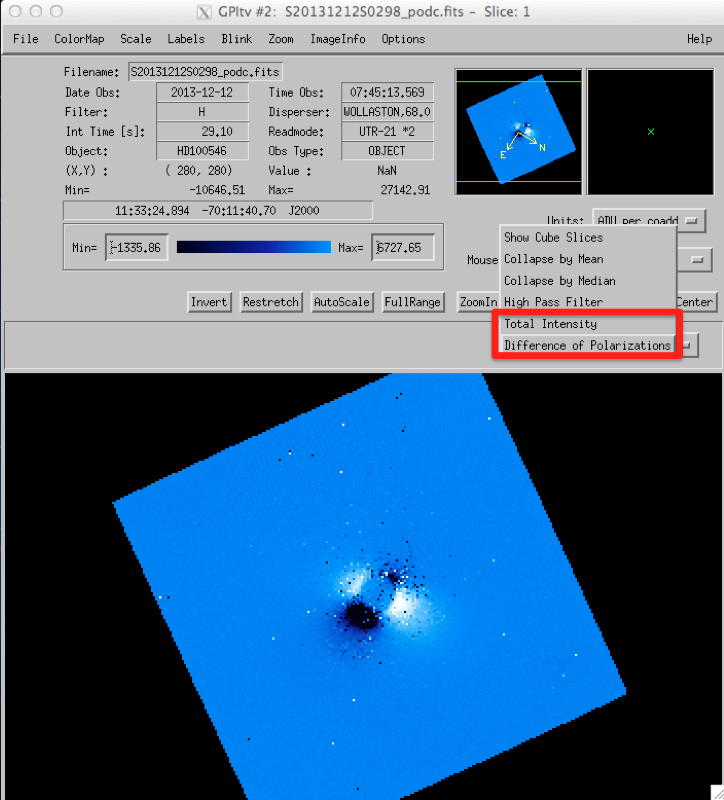 GPItv #2: S20131212S0298_podc.fits - Slice: 1
File ColorMap Scale Labels Blink Zoom ImageInfo Options Help
Filename: S20131212S0298_podc.fits
Date Obs: 2013-12-12 Time Obs: 07:45:13.569
Filter: H Disperser: WOLLASTON,68.0
Int Time [s]: 29.10 Readmode: UTR-21 *2
Object: HD100546 Obs Type: OBJECT
(X,Y) : ( 280, 280) Value : NaN
Min= -10646.51 Max= 27142.91
11:33:24.894 -70:11:40.70 J2000
E N
Units: ADU per coadd
Min= -1335.86 Max= 6727.65
Mouse
Show Cube Slices
Collapse by Mean
Collapse by Median
High Pass Filter
Total Intensity
Difference of Polarizations
Invert Restretch AutoScale FullRange ZoomIn Center